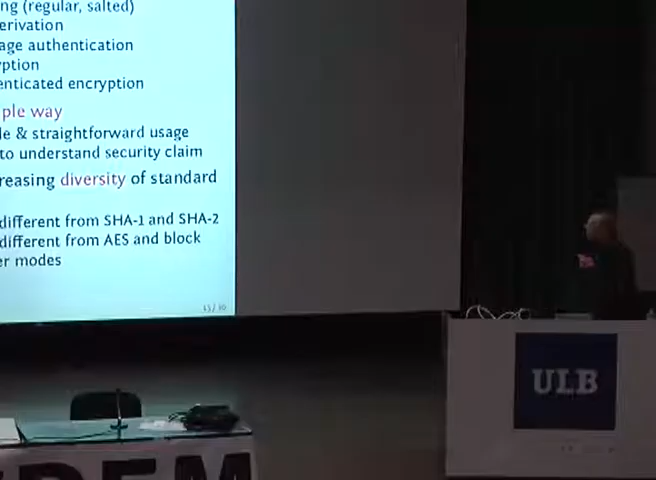 ng (regular, salted)
erivation
age authentication
ption
enticated encryption
ple way
le & straightforward usage
to understand security claim
reasing diversity of standard
different from SHA-1 and SHA-2
different from AES and block
er modes
ULB